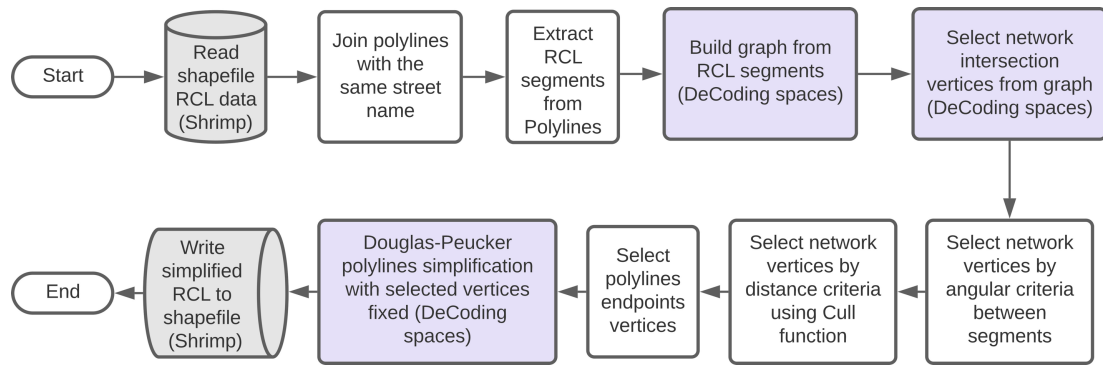 Start
Read
shapefile
RCL data
(Shrimp)
Join polylines
with the
same street
name
Extract
RCL
segments
from
Polylines
Build graph from
RCL segments
(DeCoding spaces)
Select network
intersection
vertices from graph
(DeCoding spaces)
Select network
vertices by
angular criteria
between
segments
Select network
vertices by
distance criteria
using Cull
function
Select
polylines
endpoints
vertices
Douglas-Peucker
polylines simplification
with selected vertices
fixed (DeCoding
spaces)
Write
simplified
RCL to
shapefile
(Shrimp)
End